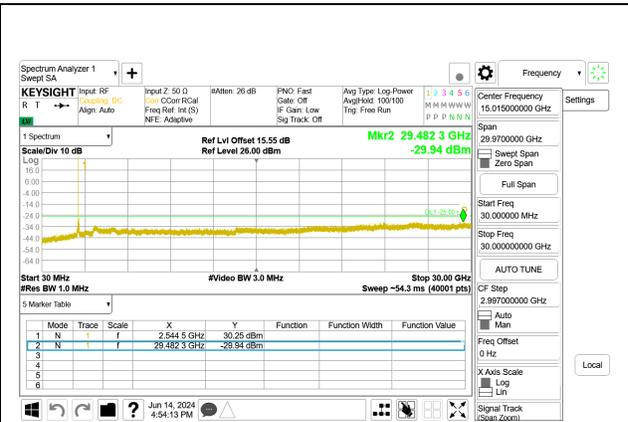 Spectrum Analyzer 1
Swept SA
Frequency
KEYSIGHT
R T
Input: RF
Coupling: DC
Align: Auto
Input Z: 50 Ω
Corr CCorr RCal
Freq Ref: Int (S)
NFE: Adaptive
#Atten: 26 dB
PNO: Fast
Gate: Off
IF Gain: Low
Sig Track: Off
Avg Type: Log-Power
Avg|Hold: 100/100
Trig: Free Run
1 2 3 4 5 6
M M M W W W
P P P N N N
LXI
1 Spectrum
Scale/Div 10 dB
Ref Lvl Offset 15.55 dB
Ref Level 26.00 dBm
Mkr2 29.482 3 GHz
-29.94 dBm
Log
16.0
6.00
-4.00
-14.0
-24.0
-34.0
-44.0
-54.0
-64.0
DL1 -25.00
Start 30 MHz
#Res BW 1.0 MHz
#Video BW 3.0 MHz
Stop 30.00 GHz
Sweep ~54.3 ms (40001 pts)
5 Marker Table
Mode Trace Scale X Y Function Function Width Function Value
1 N 1 f 2.544 5 GHz 30.25 dBm
2 N 1 f 29.482 3 GHz -29.94 dBm
3
4
5
6
Jun 14, 2024
4:54:13 PM
Center Frequency
15.015000000 GHz
Settings
Span
29.9700000 GHz
Swept Span
Zero Span
Full Span
Start Freq
30.000000 MHz
Stop Freq
30.000000000 GHz
AUTO TUNE
CF Step
2.997000000 GHz
Auto
Man
Freq Offset
0 Hz
Local
X Axis Scale
Log
Lin
Signal Track
(Span Zoom)